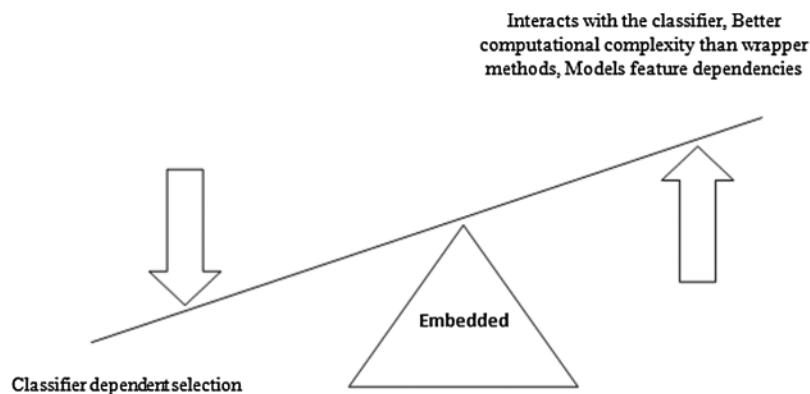 Interacts with the classifier, Better
computational complexity than wrapper
methods, Models feature dependencies
Embedded
Classifier dependent selection